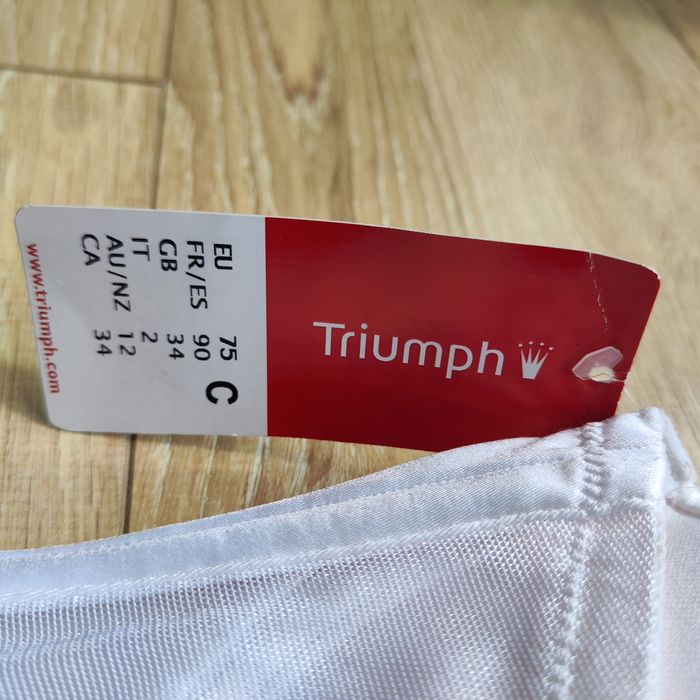 Triumph
EU 75
FR/ES 90
GB 34
IT 2
AU/NZ 12
CA 34
C
www.triumph.com